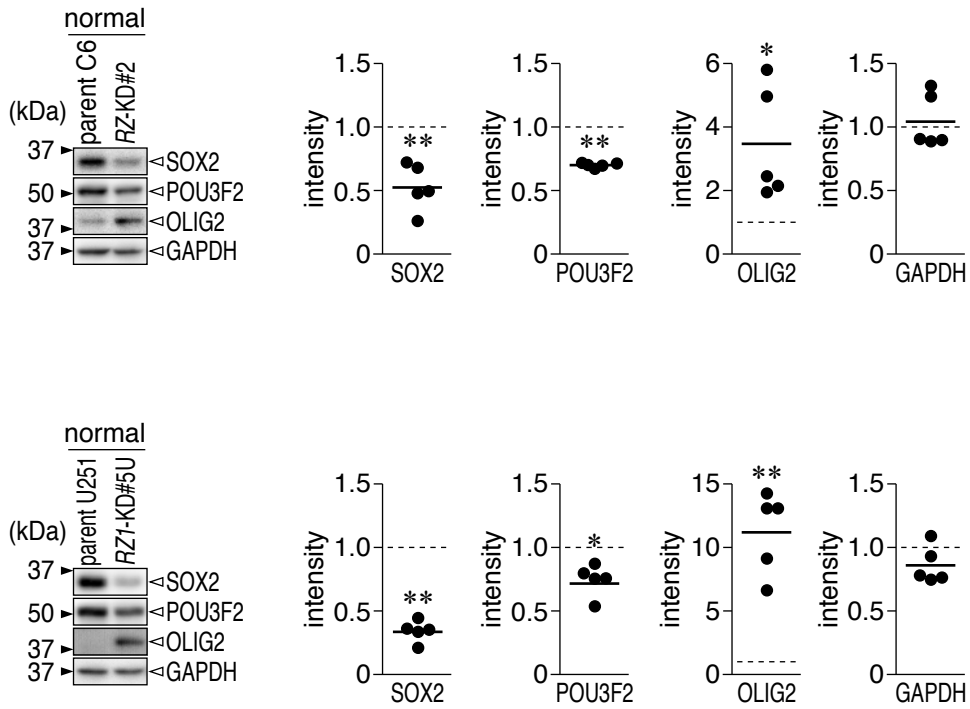 normal
parent C6
RZ-KD#2
(kDa)
37
SOX2
50
POU3F2
37
OLIG2
37
GAPDH
intensity
1.5
1.0
0.5
0
**
SOX2
intensity
1.5
1.0
0.5
0
**
POU3F2
intensity
6
4
2
0
*
OLIG2
intensity
1.5
1.0
0.5
0
GAPDH
normal
parent U251
RZ1-KD#5U
(kDa)
37
SOX2
50
POU3F2
37
OLIG2
37
GAPDH
intensity
1.5
1.0
0.5
0
**
SOX2
intensity
1.5
1.0
0.5
0
*
POU3F2
intensity
15
10
5
0
**
OLIG2
intensity
1.5
1.0
0.5
0
GAPDH